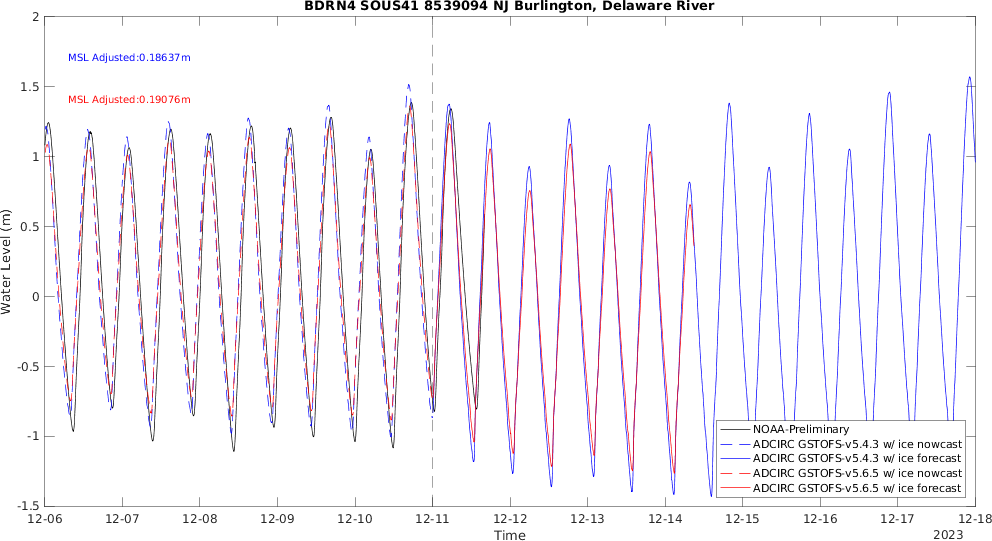 BDRN4 SOUS41 8539094 NJ Burlington, Delaware River
2
MSL Adjusted:0.18637m
1.5
MSL Adjusted:0.19076m
1
0.5
Water Level (m)
0
-0.5
-1
NOAA-Preliminary
ADCIRC GSTOFS-v5.4.3 w/ ice nowcast
ADCIRC GSTOFS-v5.4.3 w/ ice forecast
ADCIRC GSTOFS-v5.6.5 w/ ice nowcast
ADCIRC GSTOFS-v5.6.5 w/ ice forecast
-1.5
12-06 12-07 12-08 12-09 12-10 12-11 12-12 12-13 12-14 12-15 12-16 12-17 12-18
Time
2023